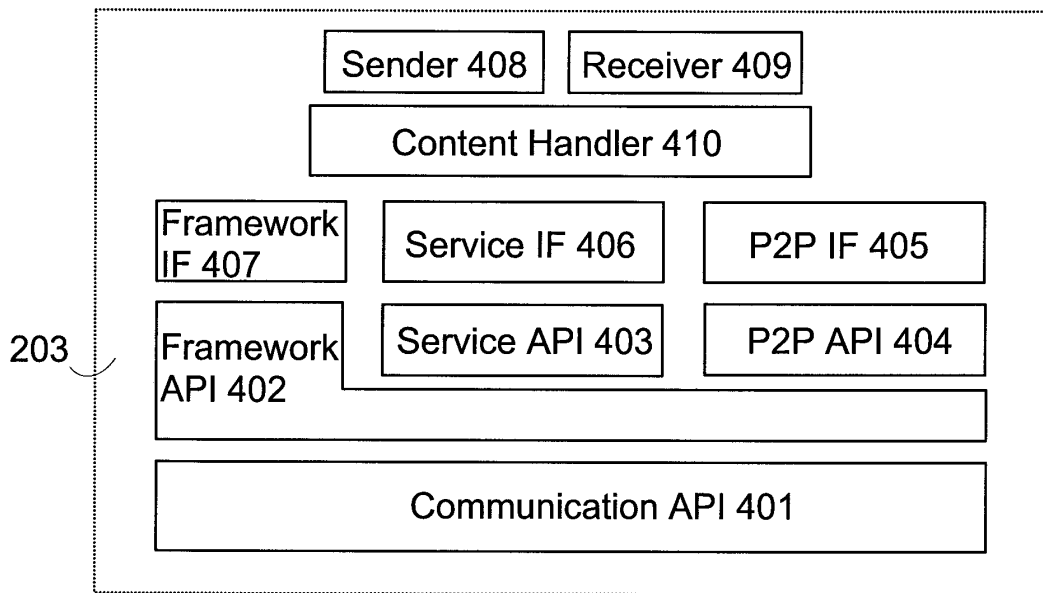 Sender 408
Receiver 409
Content Handler 410
Framework
IF 407
Service IF 406
P2P IF 405
203
Framework
API 402
Service API 403
P2P API 404
Communication API 401